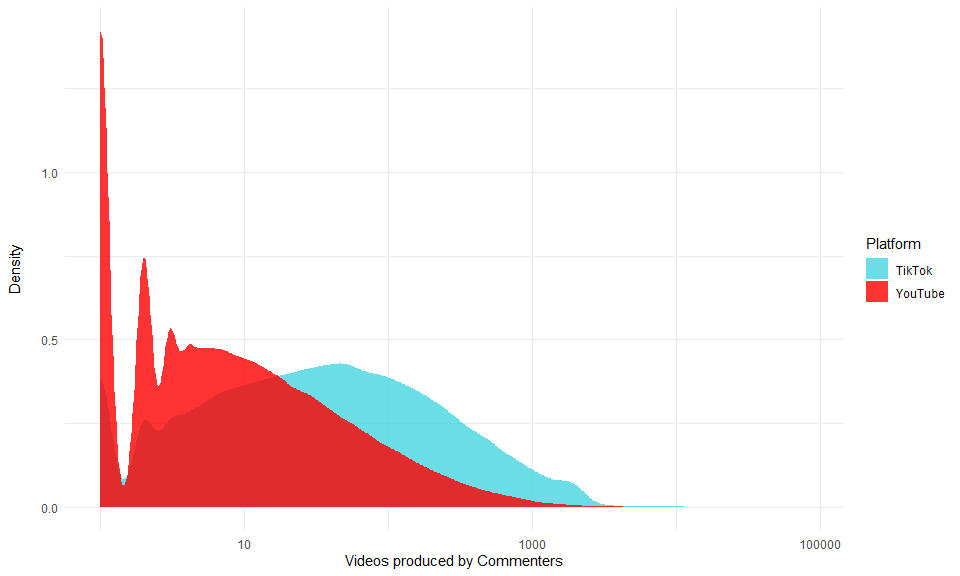 1.0
0.5
0.0
Density
10
1000
100000
Videos produced by Commenters
Platform
TikTok
YouTube